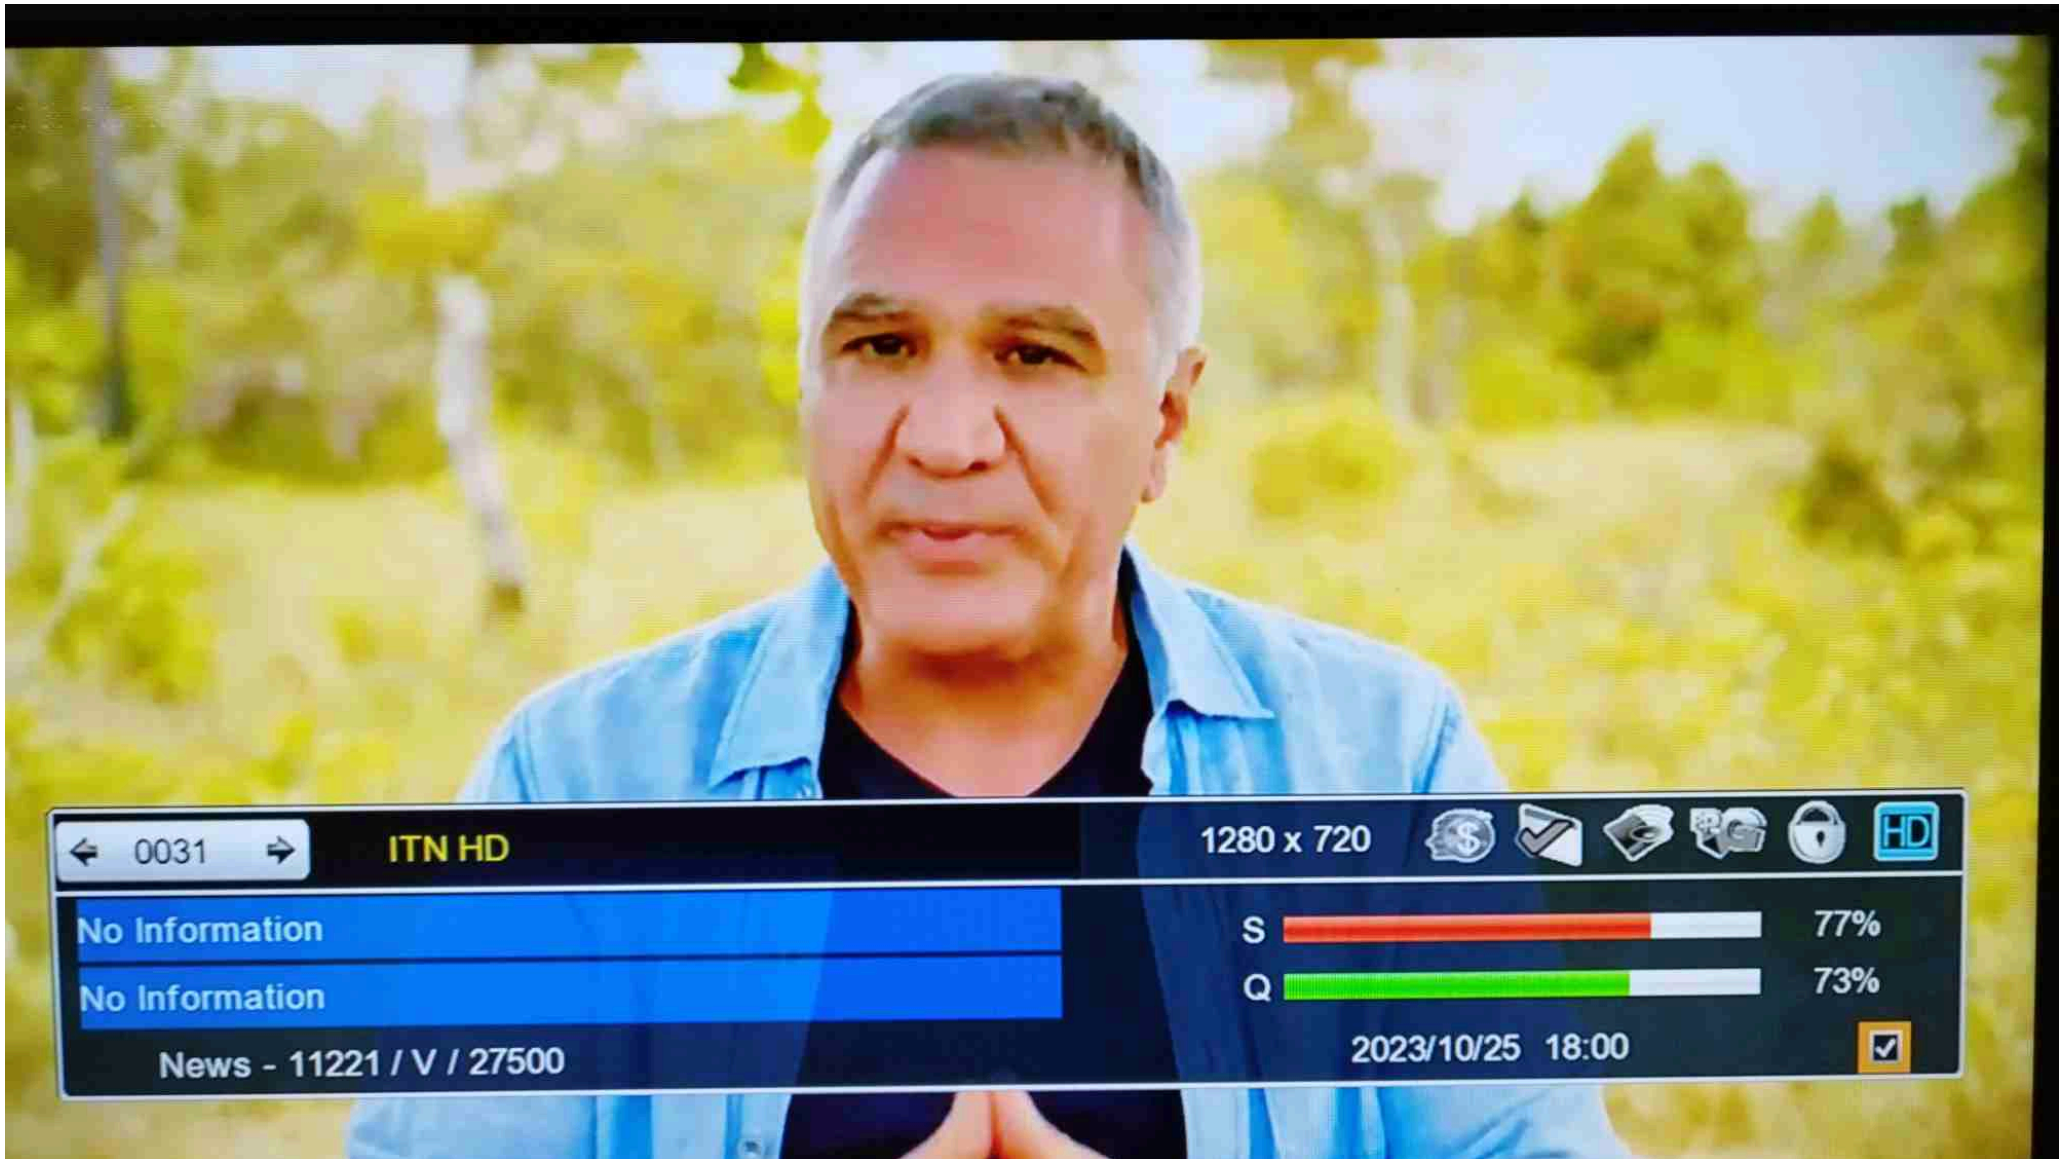 0031 ITN HD 1280 x 720 HD
No Information
S 77%
No Information
Q 73%
News - 11221 / V / 27500
2023/10/25 18:00